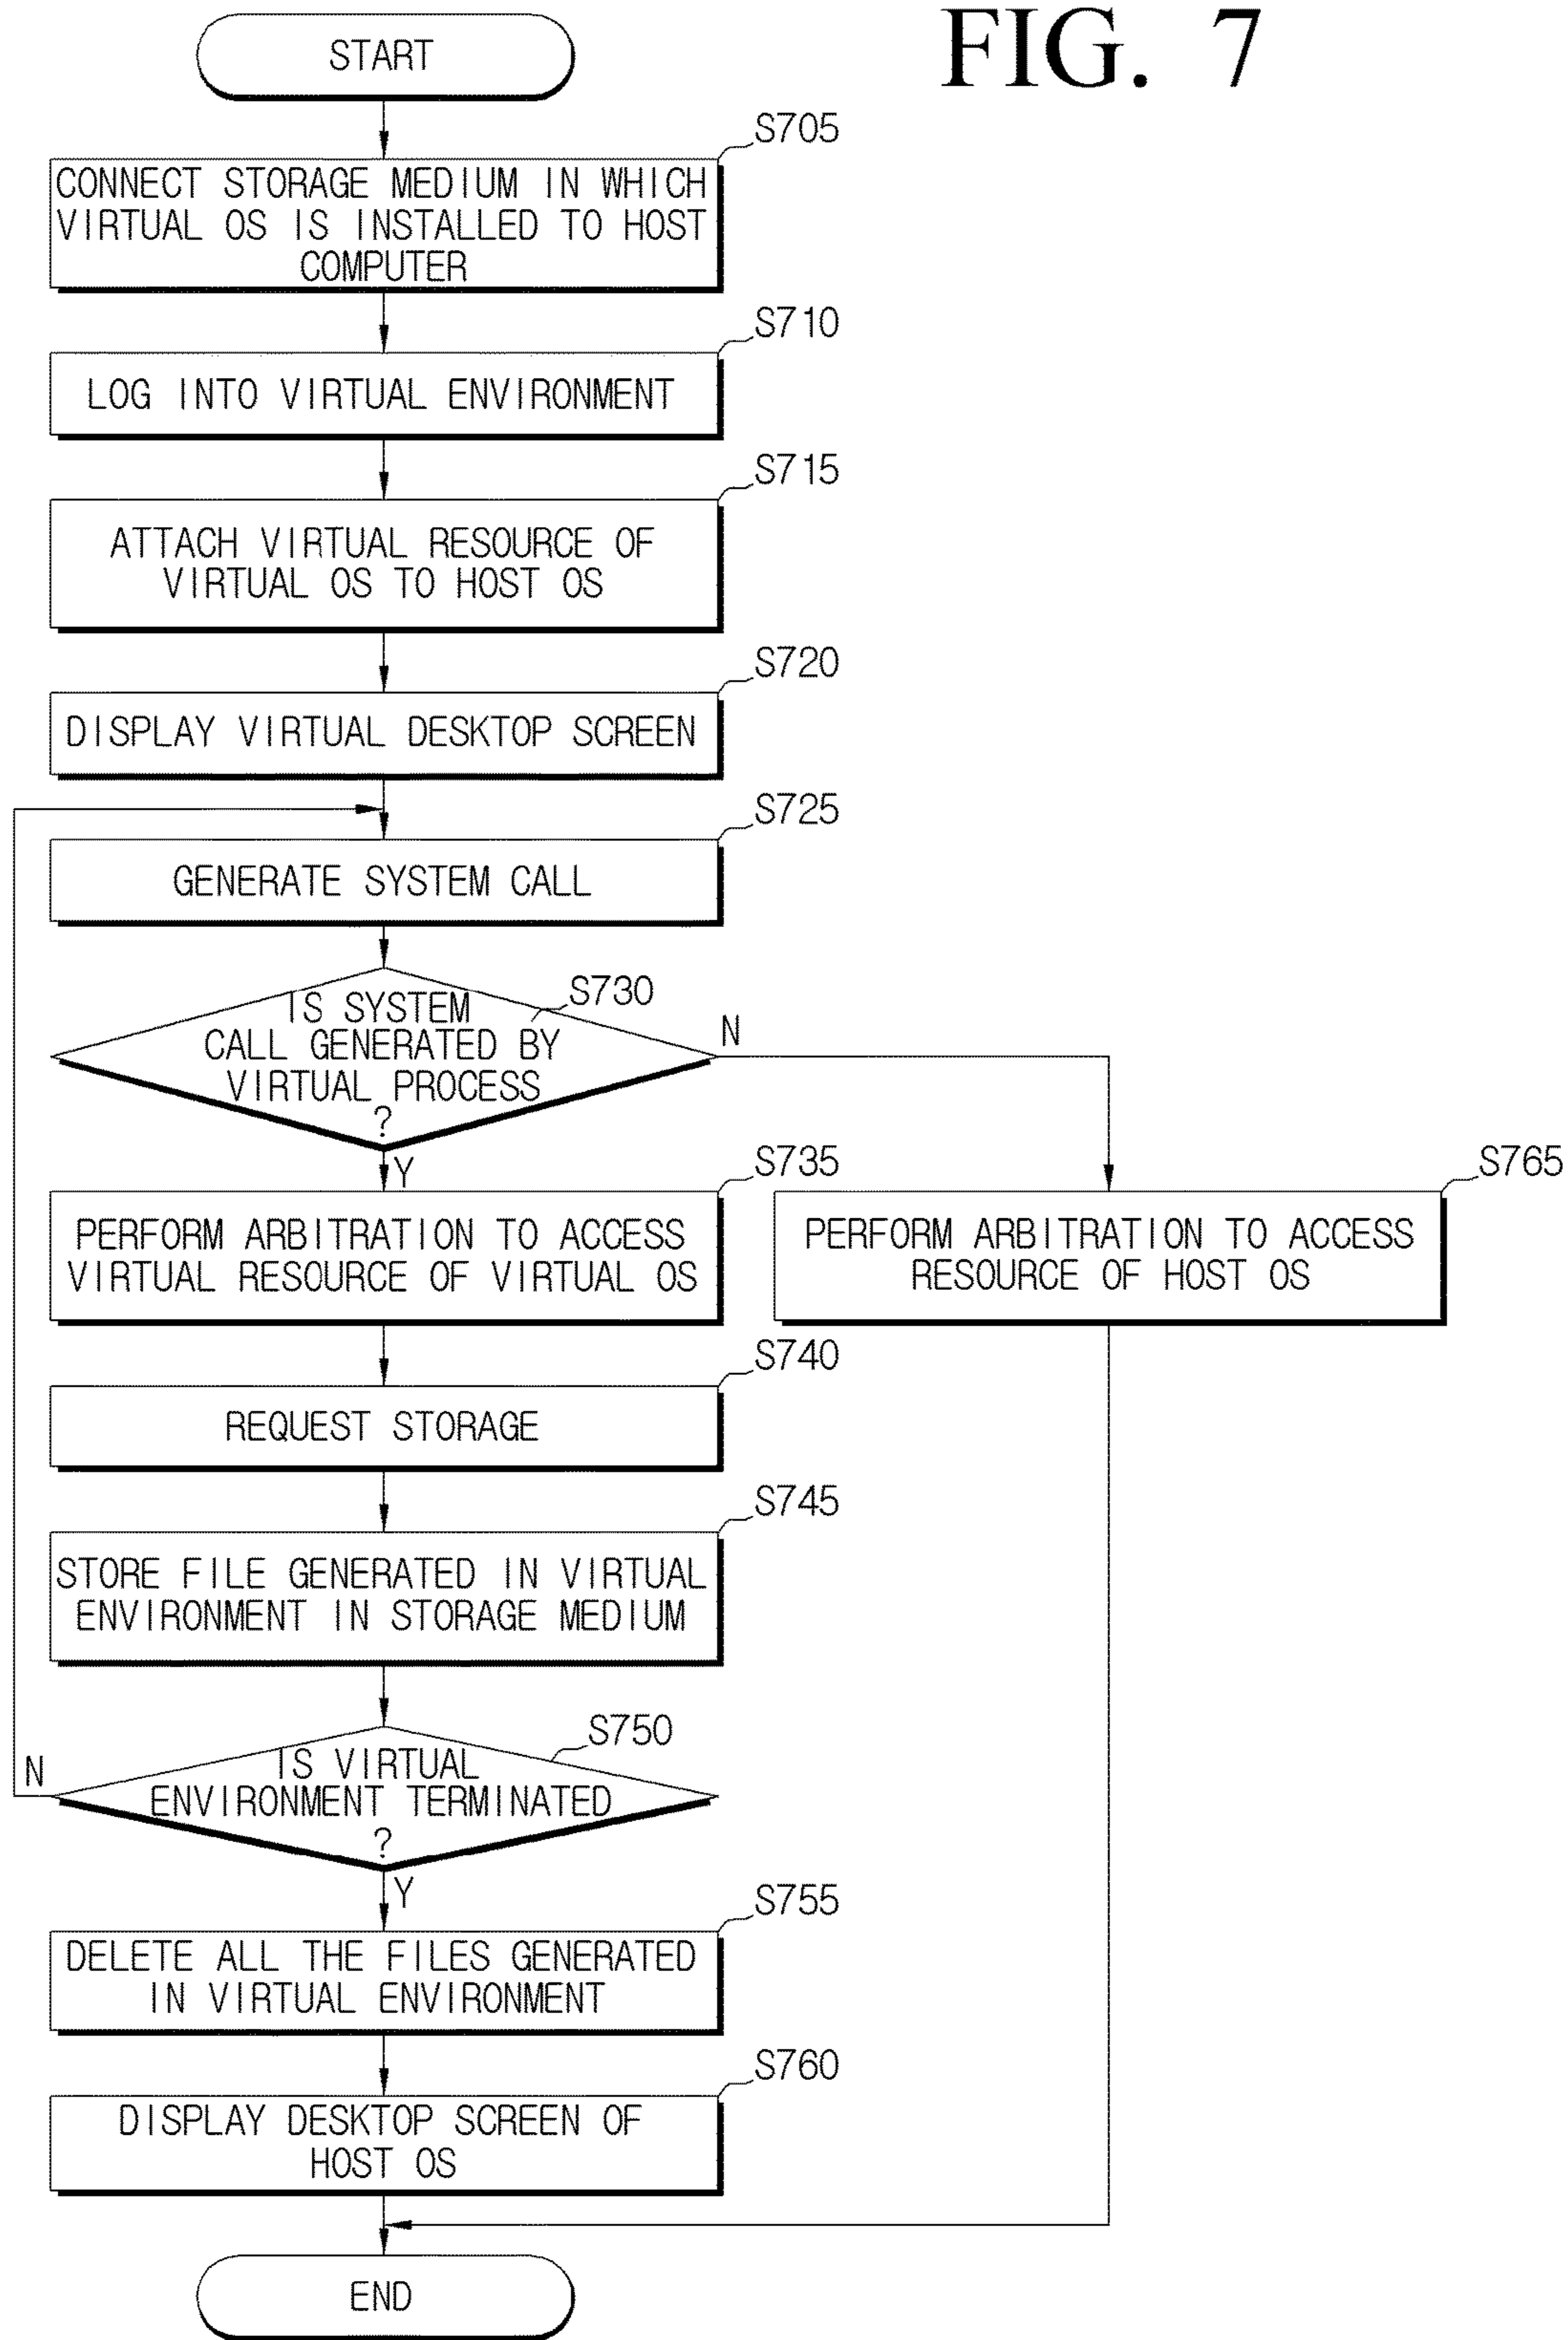 FIG. 7
START
S705
CONNECT STORAGE MEDIUM IN WHICH
VIRTUAL OS IS INSTALLED TO HOST
COMPUTER
S710
LOG INTO VIRTUAL ENVIRONMENT
S715
ATTACH VIRTUAL RESOURCE OF
VIRTUAL OS TO HOST OS
S720
DISPLAY VIRTUAL DESKTOP SCREEN
S725
GENERATE SYSTEM CALL
S730
IS SYSTEM
CALL GENERATED BY
VIRTUAL PROCESS
?
N
Y
S735
PERFORM ARBITRATION TO ACCESS
VIRTUAL RESOURCE OF VIRTUAL OS
S765
PERFORM ARBITRATION TO ACCESS
RESOURCE OF HOST OS
S740
REQUEST STORAGE
S745
STORE FILE GENERATED IN VIRTUAL
ENVIRONMENT IN STORAGE MEDIUM
S750
IS VIRTUAL
ENVIRONMENT TERMINATED
?
N
Y
S755
DELETE ALL THE FILES GENERATED
IN VIRTUAL ENVIRONMENT
S760
DISPLAY DESKTOP SCREEN OF
HOST OS
END